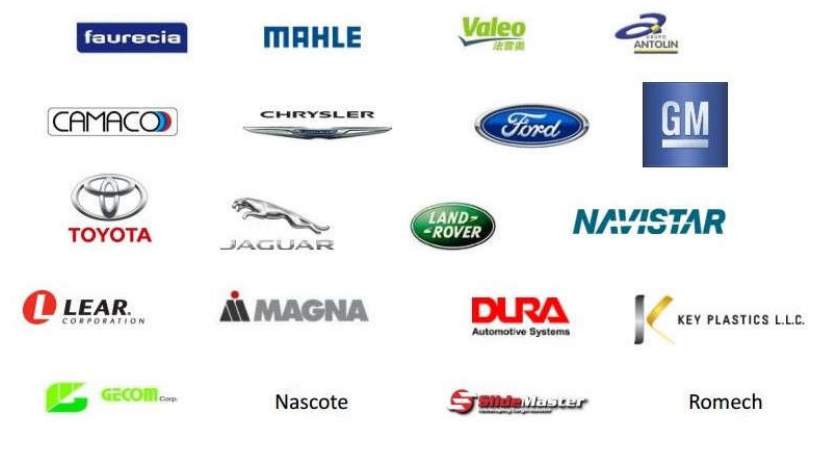 faurecia
MAHLE
Valeo
法雷奥
GRUPO
ANTOLIN
CAMACO
CHRYSLER
Ford
GM
TOYOTA
JAGUAR
LAND-
-ROVER
NAVISTAR
LEAR.
CORPORATION
MAGNA
DURA
Automotive Systems
KEY PLASTICS L.L.C.
GECOM Corp.
Nascote
SlideMaster
Romech